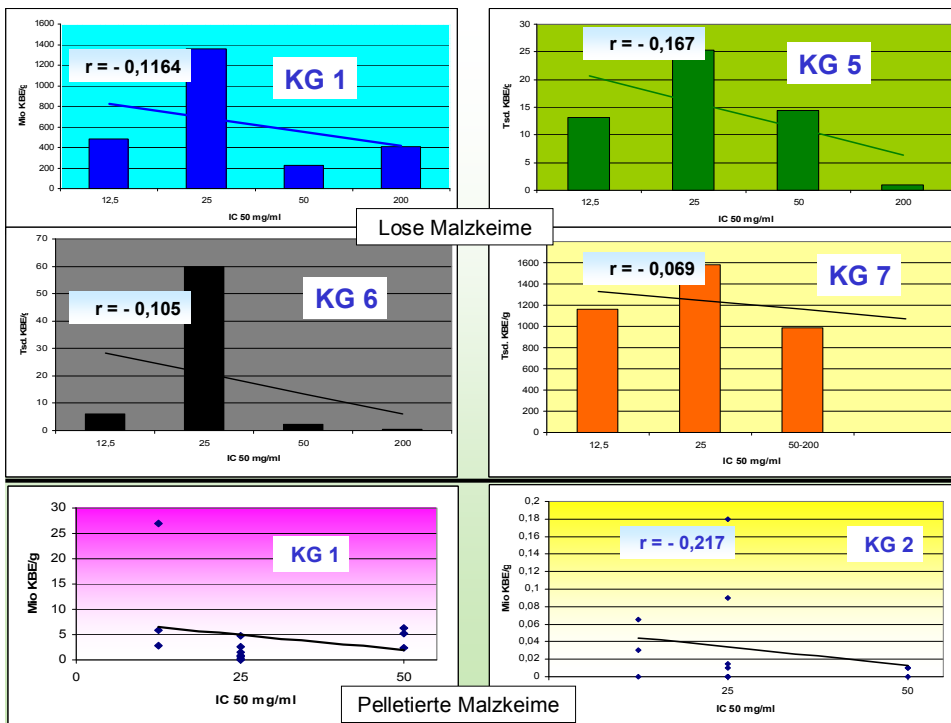 Mio KBE/g
1600
1400
1200
1000
800
600
400
200
0
r = - 0,1164
KG 1
12,5 25 50 200
IC 50 mg/ml
Tsd. KBE/g
30
25
20
15
10
5
0
r = - 0,167
KG 5
12,5 25 50 200
IC 50 mg/ml
Lose Malzkeime
Tsd. KBE/g
70
60
50
40
30
20
10
0
r = - 0,105
KG 6
12,5 25 50 200
IC 50 mg/ml
Tsd. KBE/g
1600
1400
1200
1000
800
600
400
200
0
r = - 0,069
KG 7
12,5 25 50-200
IC 50 mg/ml
Mio KBE/g
30
25
20
15
10
5
0
KG 1
0 25 50
IC 50 mg/ml
Mio KBE/g
0,2
0,18
0,16
0,14
0,12
0,1
0,08
0,06
0,04
0,02
0
r = - 0,217
KG 2
25 50
IC 50 mg/ml
Pelletierte Malzkeime